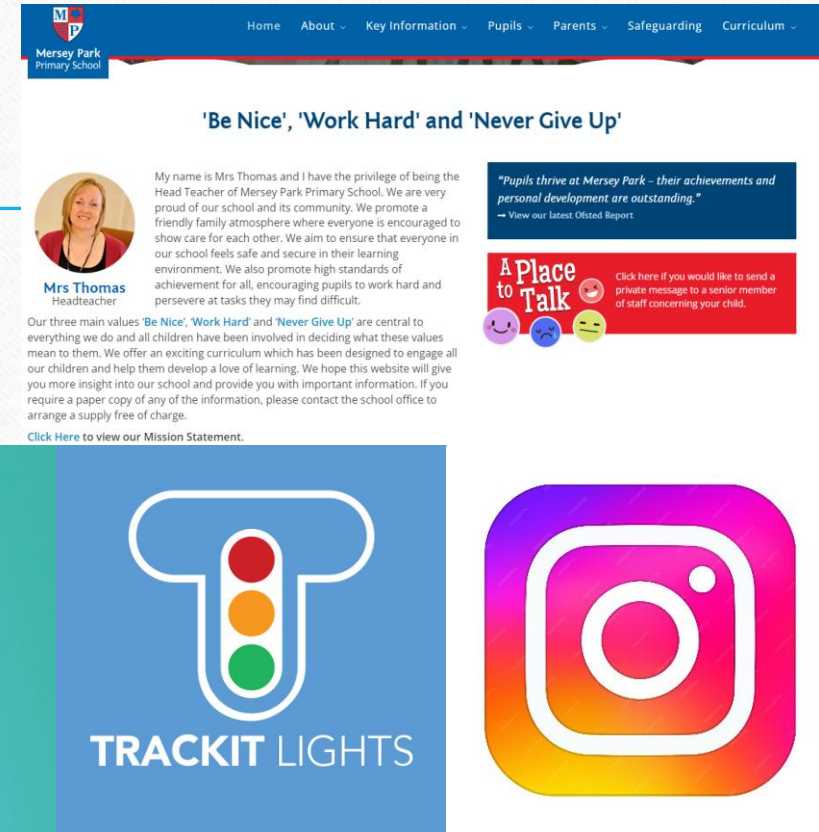 M
P
Mersey Park
Primary School
Home About Key Information Pupils Parents Safeguarding Curriculum
'Be Nice', 'Work Hard' and 'Never Give Up'
My name is Mrs Thomas and I have the privilege of being the
Head Teacher of Mersey Park Primary School. We are very
proud of our school and its community. We promote a
friendly family atmosphere where everyone is encouraged to
show care for each other. We aim to ensure that everyone in
our school feels safe and secure in their learning
environment. We also promote high standards of
achievement for all, encouraging pupils to work hard and
persevere at tasks they may find difficult.
Mrs Thomas
Headteacher
Our three main values 'Be Nice', 'Work Hard' and 'Never Give Up' are central to
everything we do and all children have been involved in deciding what these values
mean to them. We offer an exciting curriculum which has been designed to engage all
our children and help them develop a love of learning. We hope this website will give
you more insight into our school and provide you with important information. If you
require a paper copy of any of the information, please contact the school office to
arrange a supply free of charge.
Click Here to view our Mission Statement.
"Pupils thrive at Mersey Park – their achievements and
personal development are outstanding."
→ View our latest Ofsted Report
A Place
to Talk
Click here if you would like to send a
private message to a senior member
of staff concerning your child.
TRACKIT LIGHTS